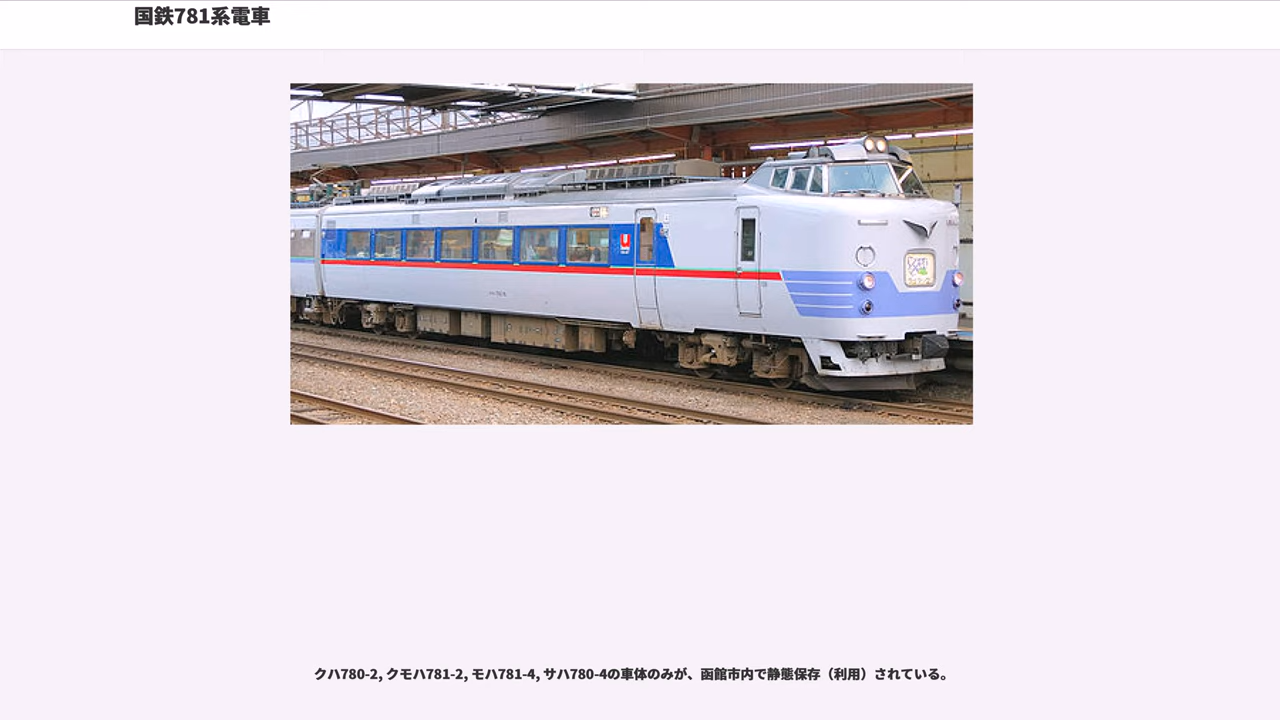 国鉄781系電車
クハ780-2, クモハ781-2, モハ781-4, サハ780-4の車体のみが、函館市内で静態保存（利用）されている。